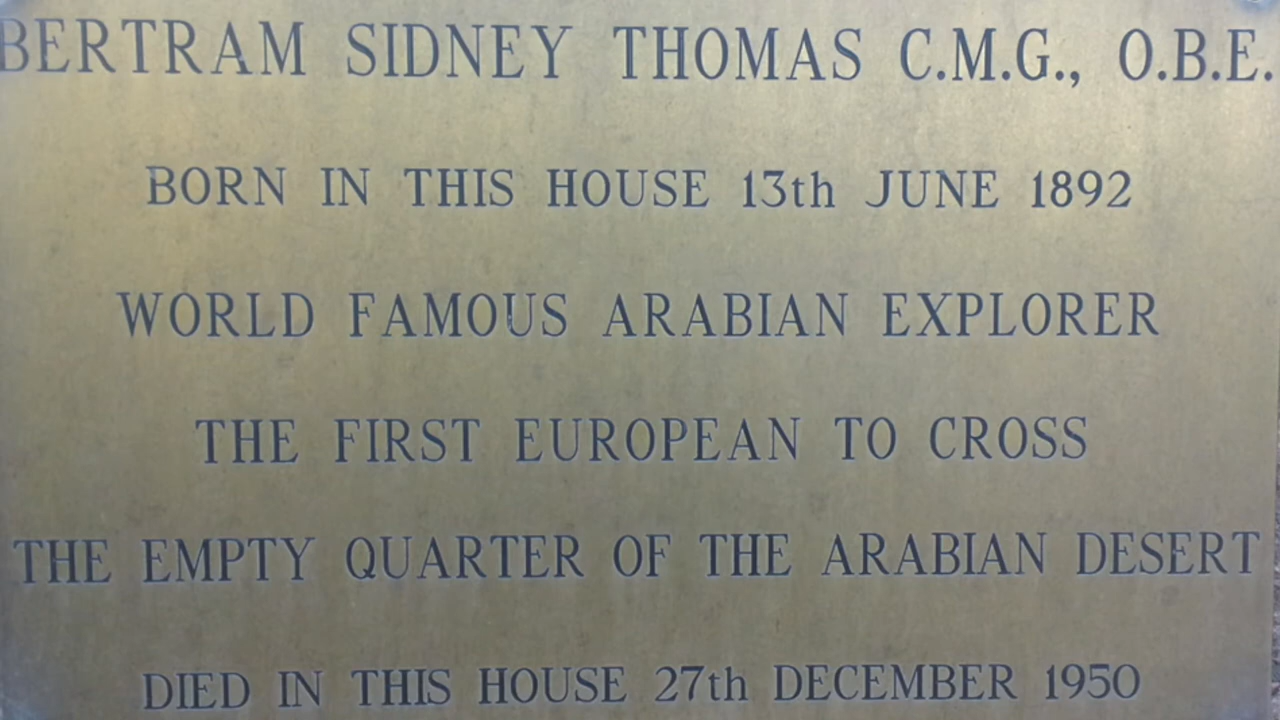 BERTRAM SIDNEY THOMAS C.M.G., O.B.E.
BORN IN THIS HOUSE 13th JUNE 1892
WORLD FAMOUS ARABIAN EXPLORER
THE FIRST EUROPEAN TO CROSS
THE EMPTY QUARTER OF THE ARABIAN DESERT
DIED IN THIS HOUSE 27th DECEMBER 1950